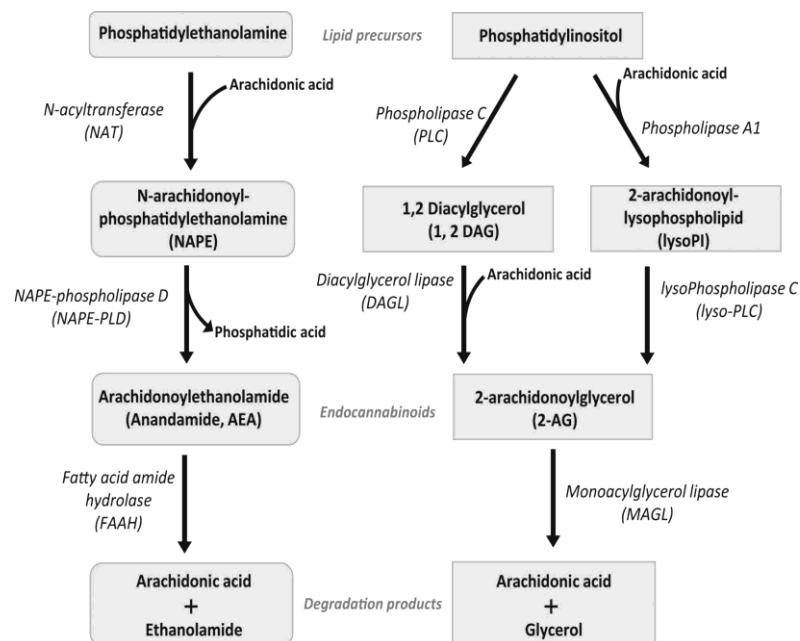 Phosphatidylethanolamine
Lipid precursors
Phosphatidylinositol
N-acyltransferase
(NAT)
Arachidonic acid
Phospholipase C
(PLC)
Arachidonic acid
Phospholipase A1
N-arachidonoyl-
phosphatidylethanolamine
(NAPE)
1,2 Diacylglycerol
(1, 2 DAG)
2-arachidonoyl-
lysophospholipid
(lysoPI)
NAPE-phospholipase D
(NAPE-PLD)
Phosphatidic acid
Diacylglycerol lipase
(DAGL)
Arachidonic acid
lysoPhospholipase C
(lyso-PLC)
Arachidonoylethanolamide
(Anandamide, AEA)
Endocannabinoids
2-arachidonoylglycerol
(2-AG)
Fatty acid amide
hydrolase
(FAAH)
Monoacylglycerol lipase
(MAGL)
Arachidonic acid
+
Ethanolamide
Degradation products
Arachidonic acid
+
Glycerol